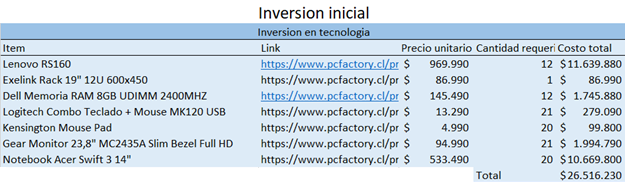 Inversion inicial
Inversion en tecnologia
Item Link Precio unitario Cantidad requeri Costo total
Lenovo RS160 https://www.pcfactory.cl/pr $ 969.990 12 $11.639.880
Exelink Rack 19" 12U 600x450 https://www.pcfactory.cl/pr $ 86.990 1 $ 86.990
Dell Memoria RAM 8GB UDIMM 2400MHZ https://www.pcfactory.cl/pr $ 145.490 12 $ 1.745.880
Logitech Combo Teclado + Mouse MK120 USB https://www.pcfactory.cl/pr $ 13.290 21 $ 279.090
Kensington Mouse Pad https://www.pcfactory.cl/pr $ 4.990 20 $ 99.800
Gear Monitor 23,8" MC2435A Slim Bezel Full HD https://www.pcfactory.cl/pr $ 94.990 21 $ 1.994.790
Notebook Acer Swift 3 14" https://www.pcfactory.cl/pr $ 533.490 20 $10.669.800
Total $26.516.230